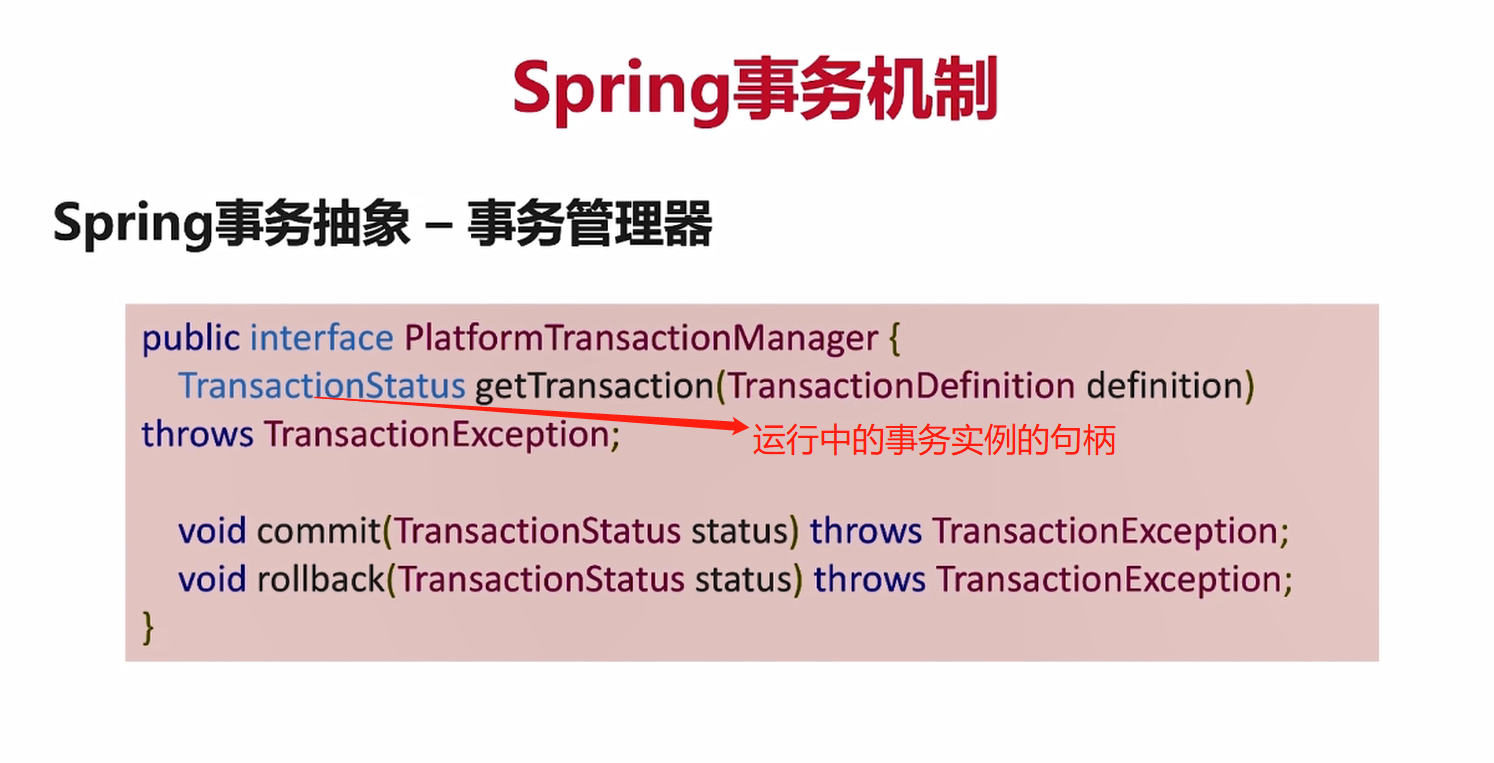 Spring事务机制
Spring事务抽象 – 事务管理器
public interface PlatformTransactionManager {
TransactionStatus getTransaction(TransactionDefinition definition)
throws TransactionException;
运行中的事务实例的句柄
void commit(TransactionStatus status) throws TransactionException;
void rollback(TransactionStatus status) throws TransactionException;
}